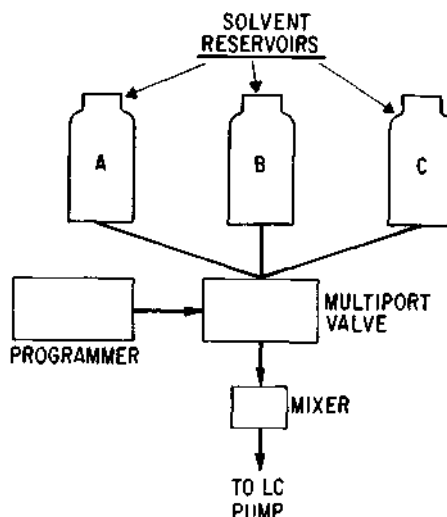 SOLVENT
RESERVOIRS
A
B
C
MULTIPORT
VALVE
PROGRAMMER
MIXER
TO LC
PUMP